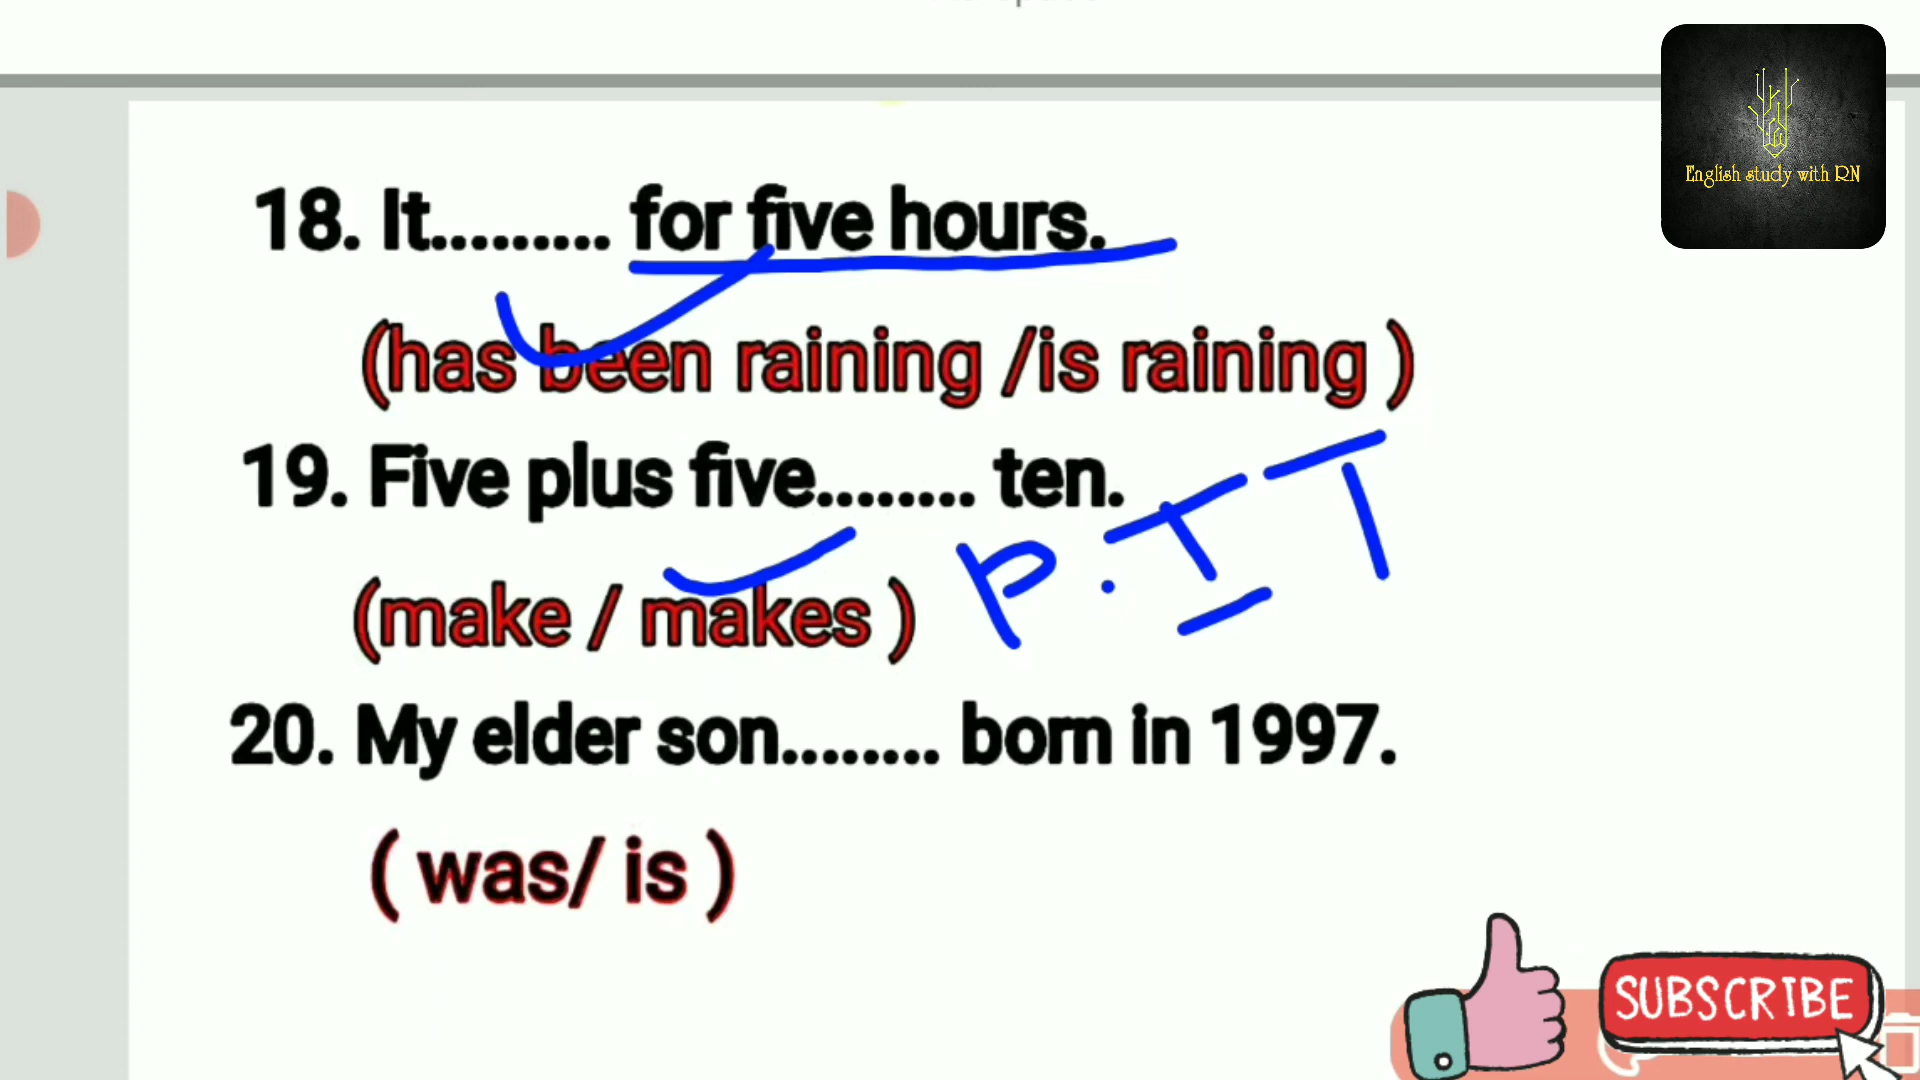 English study with RN
18. It......... for five hours.
(has been raining /is raining )
19. Five plus five........ ten.
P. I T
(make / makes )
20. My elder son........ born in 1997.
( was/ is )
SUBSCRIBE